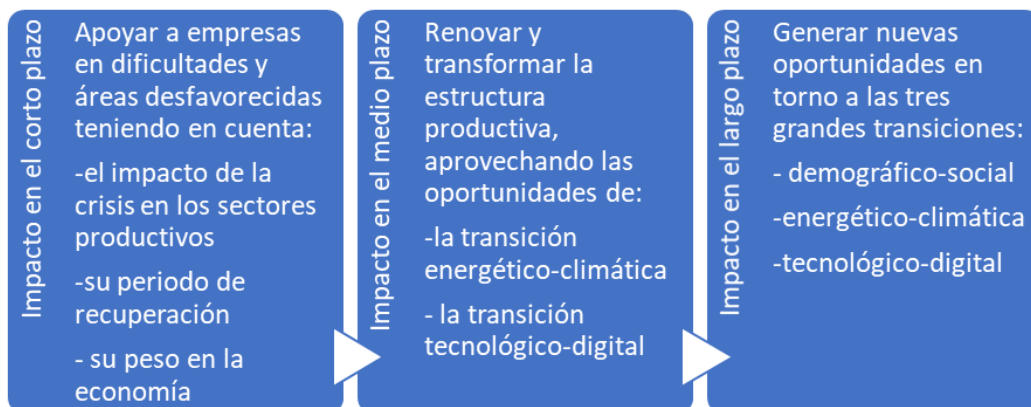 Impacto en el corto plazo
Apoyar a empresas
en dificultades y
áreas desfavorecidas
teniendo en cuenta:
-el impacto de la
crisis en los sectores
productivos
-su periodo de
recuperación
- su peso en la
economía
Impacto en el medio plazo
Renovar y
transformar la
estructura
productiva,
aprovechando las
oportunidades de:
-la transición
energético-climática
- la transición
tecnológico-digital
Impacto en el largo plazo
Generar nuevas
oportunidades en
torno a las tres
grandes transiciones:
- demográfico-social
-energético-climática
-tecnológico-digital